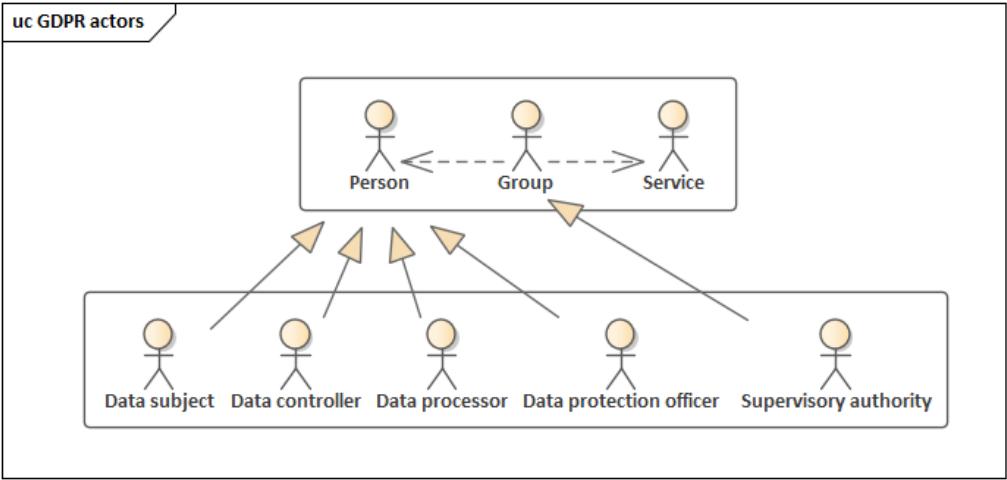 uc GDPR actors
Person
Group
Service
Data subject
Data controller
Data processor
Data protection officer
Supervisory authority